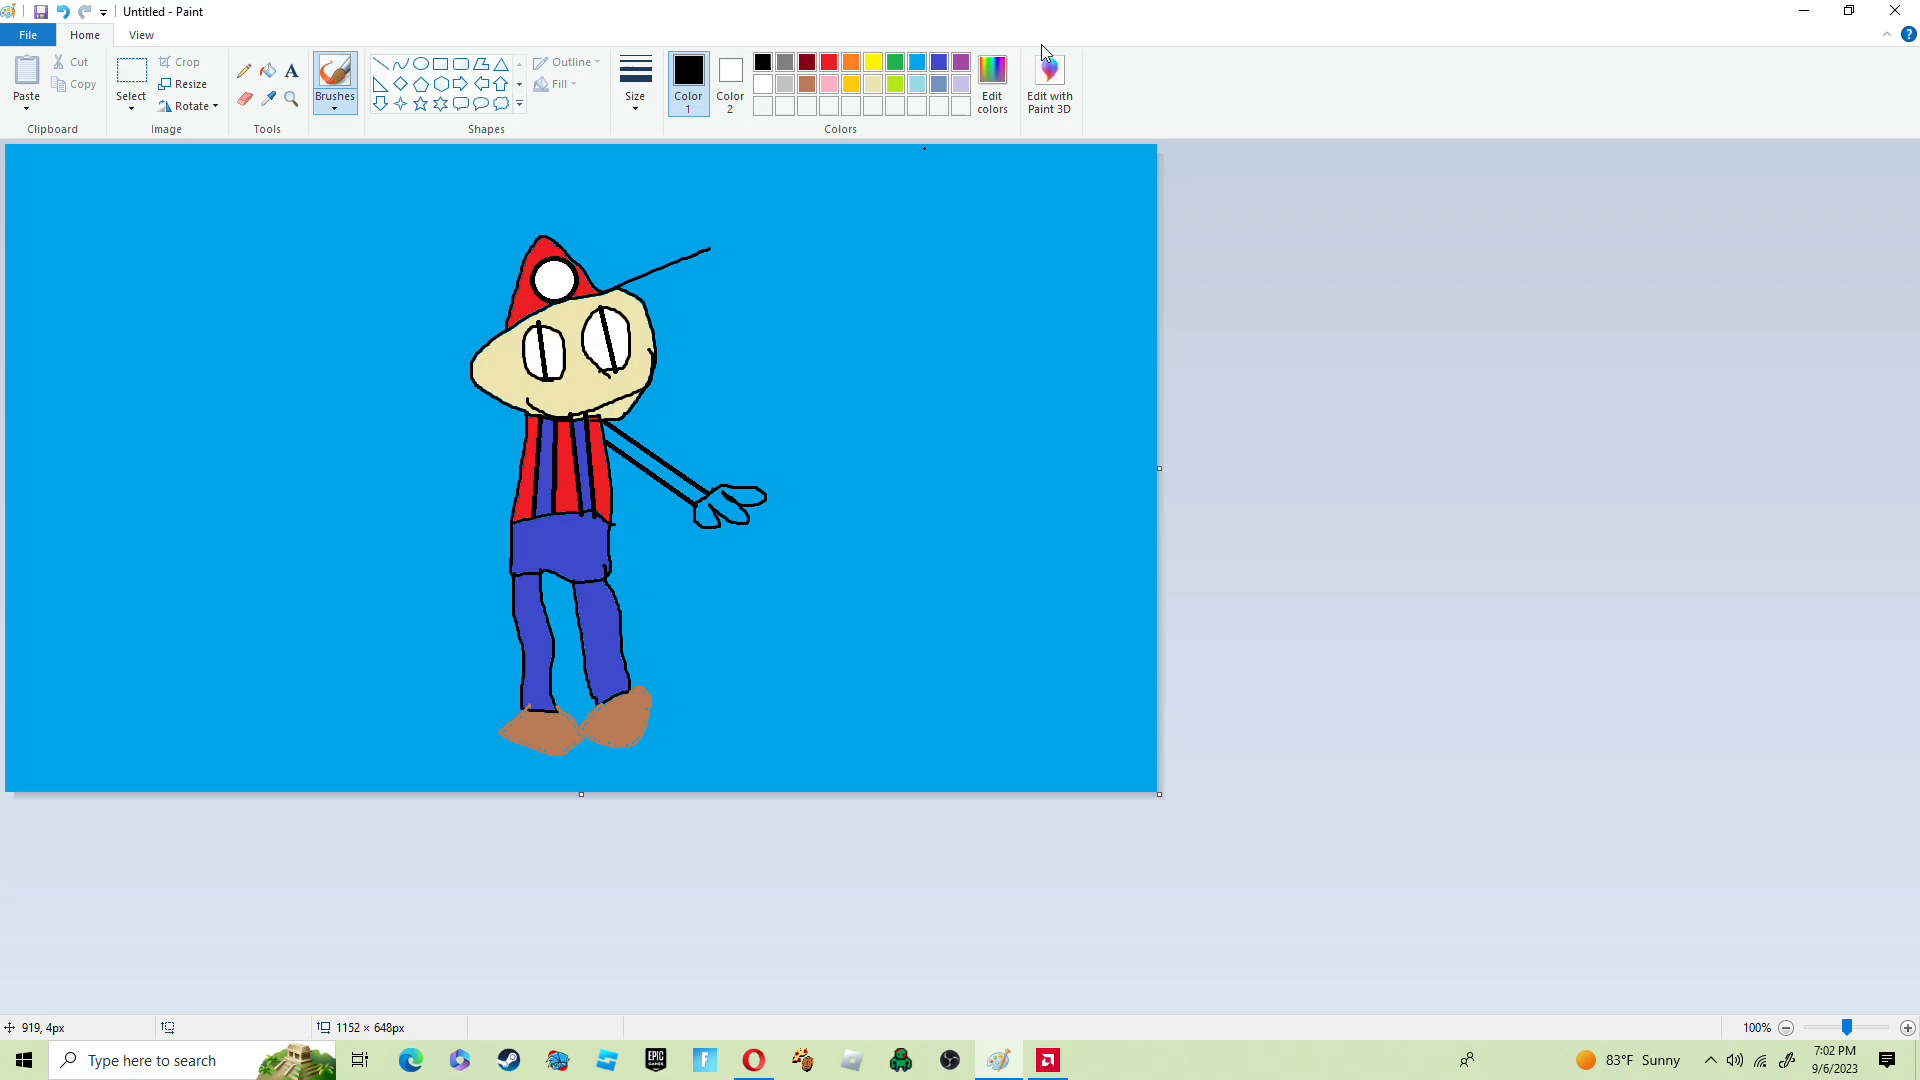 Untitled - Paint
File Home View
Paste
Cut
Copy
Clipboard
Select
Crop
Resize
Rotate
Image
A
Tools
Brushes
Outline
Fill
Shapes
Size
Color 1
Color 2
Colors
Edit colors
Edit with Paint 3D
?
919, 4px
1152 × 648px
100%
Type here to search
EPIC GAMES
F
83°F Sunny
7:02 PM
9/6/2023